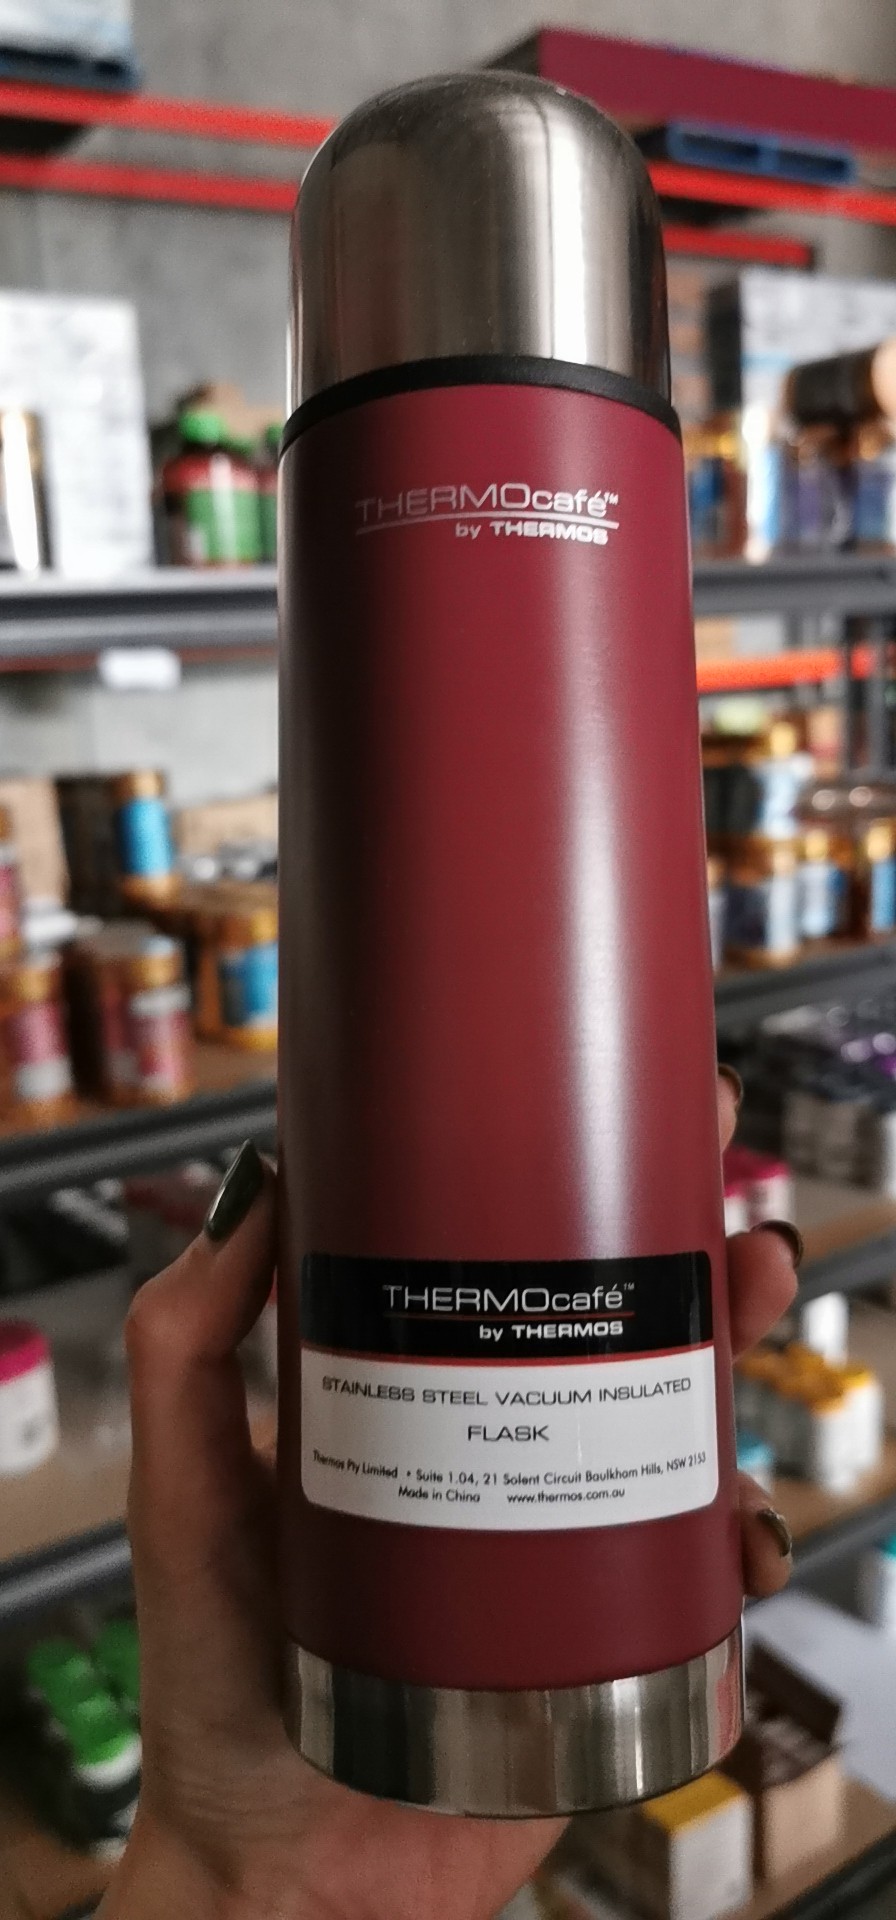 THERMOcafé™
by THERMOS
THERMOcafé™
by THERMOS
STAINLESS STEEL VACUUM INSULATED
FLASK
Thermos Pty Limited • Suite 1.04, 21 Solent Circuit Baulkham Hills, NSW 2153
Made in China www.thermos.com.au